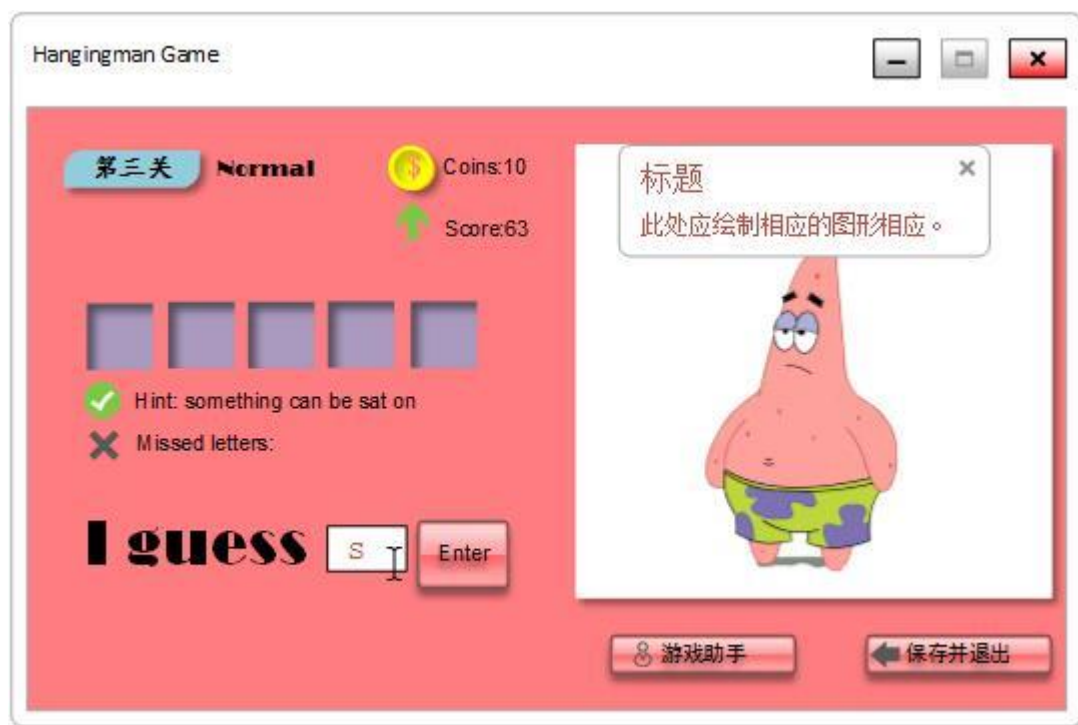 Hangingman Game
第三关 Normal
Coins:10
Score:63
标题
此处应绘制相应的图形相应。
Hint: something can be sat on
Missed letters:
I guess S Enter
游戏助手
保存并退出